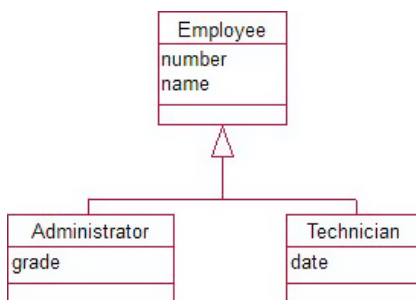 Employee
number
name
Administrator
grade
Technician
date